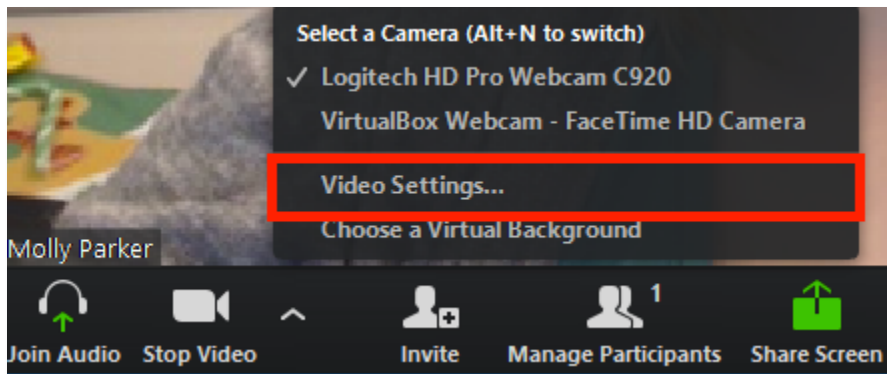 Select a Camera (Alt+N to switch)
✓ Logitech HD Pro Webcam C920
VirtualBox Webcam - FaceTime HD Camera
Video Settings...
Choose a Virtual Background
Molly Parker
1
Join Audio Stop Video Invite Manage Participants Share Screen